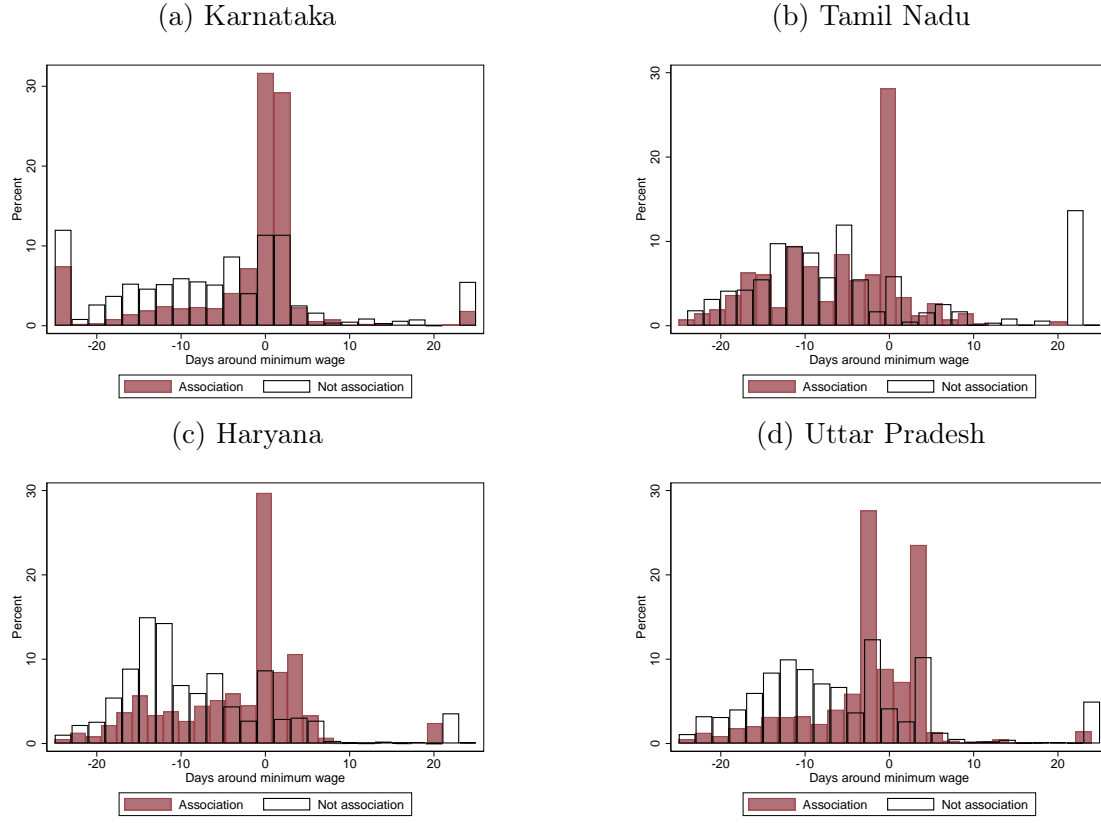 (a) Karnataka
30
20
10
0
Percent
-20 -10 0 10 20
Days around minimum wage
Association Not association
(b) Tamil Nadu
30
20
10
0
Percent
-20 -10 0 10 20
Days around minimum wage
Association Not association
(c) Haryana
30
20
10
0
Percent
-20 -10 0 10 20
Days around minimum wage
Association Not association
(d) Uttar Pradesh
30
20
10
0
Percent
-20 -10 0 10 20
Days around minimum wage
Association Not association